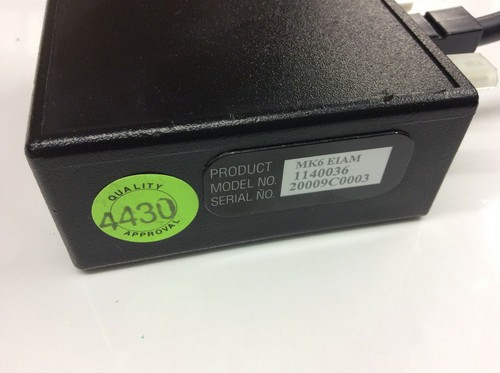 QUALITY
4430
APPROVAL
PRODUCT MK6 EIAM
MODEL NO. 1140036
SERIAL NO. 20009C0003